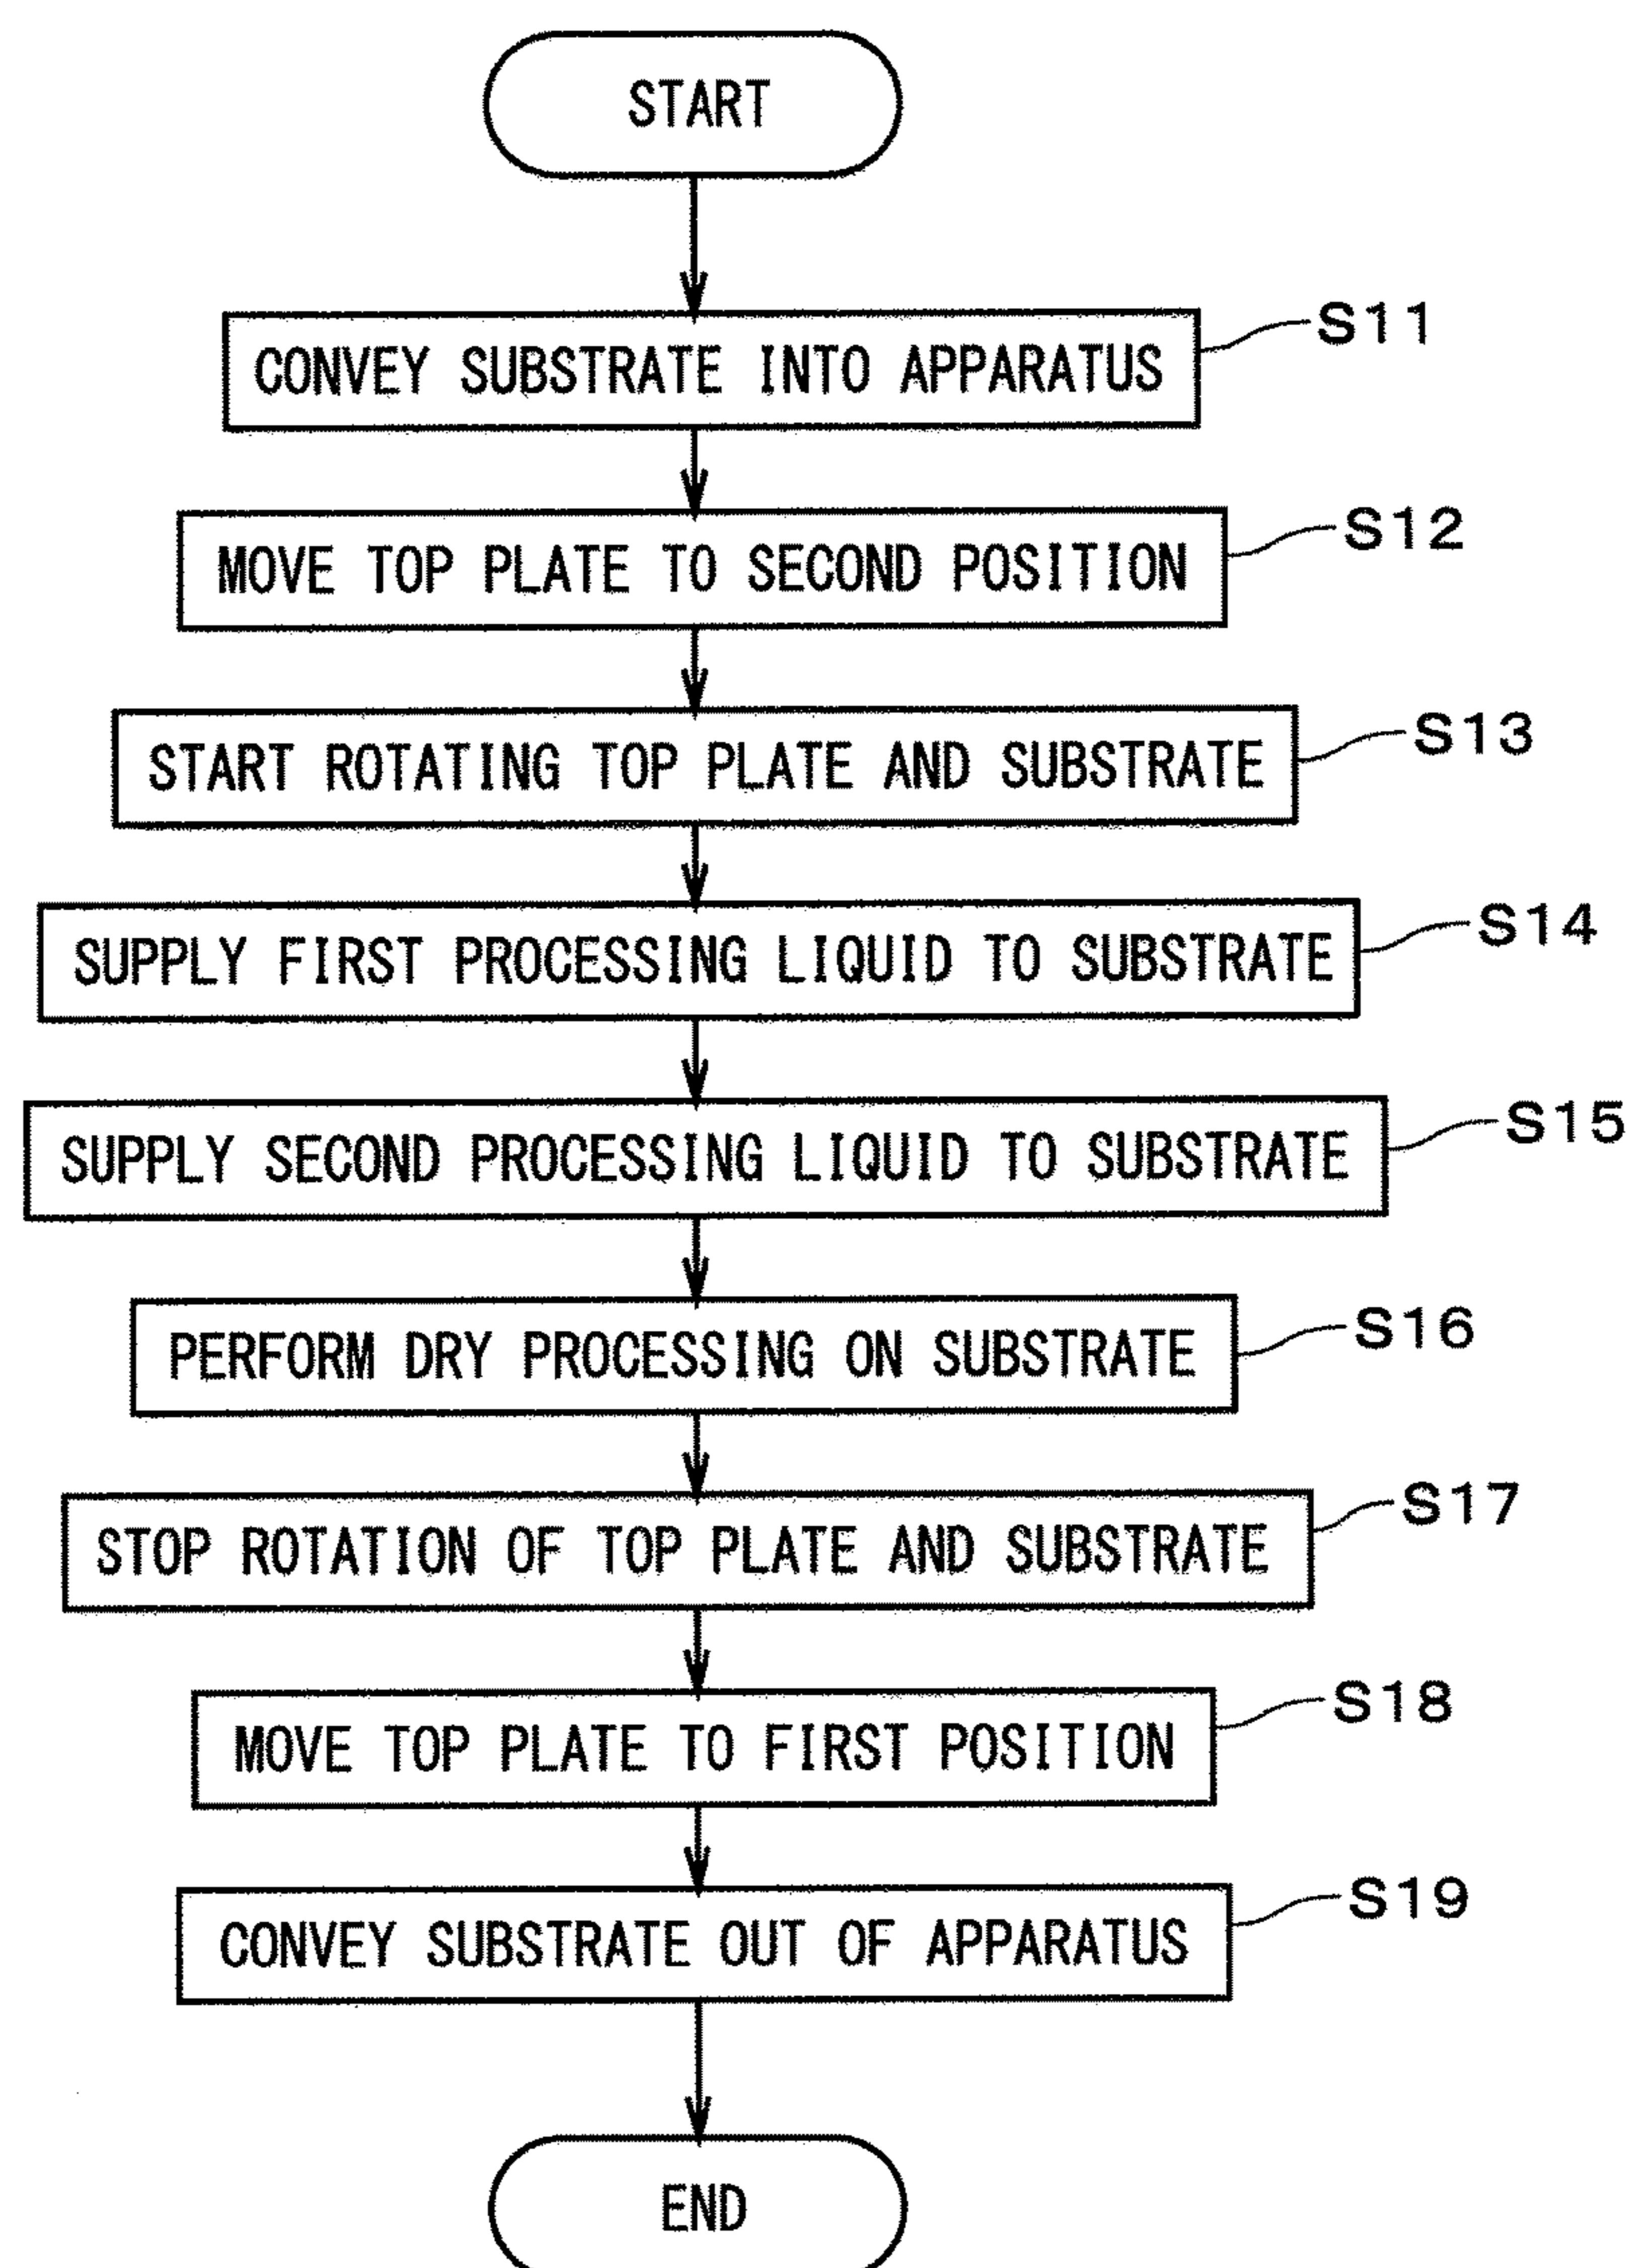 START
CONVEY SUBSTRATE INTO APPARATUS S11
MOVE TOP PLATE TO SECOND POSITION S12
START ROTATING TOP PLATE AND SUBSTRATE S13
SUPPLY FIRST PROCESSING LIQUID TO SUBSTRATE S14
SUPPLY SECOND PROCESSING LIQUID TO SUBSTRATE S15
PERFORM DRY PROCESSING ON SUBSTRATE S16
STOP ROTATION OF TOP PLATE AND SUBSTRATE S17
MOVE TOP PLATE TO FIRST POSITION S18
CONVEY SUBSTRATE OUT OF APPARATUS S19
END